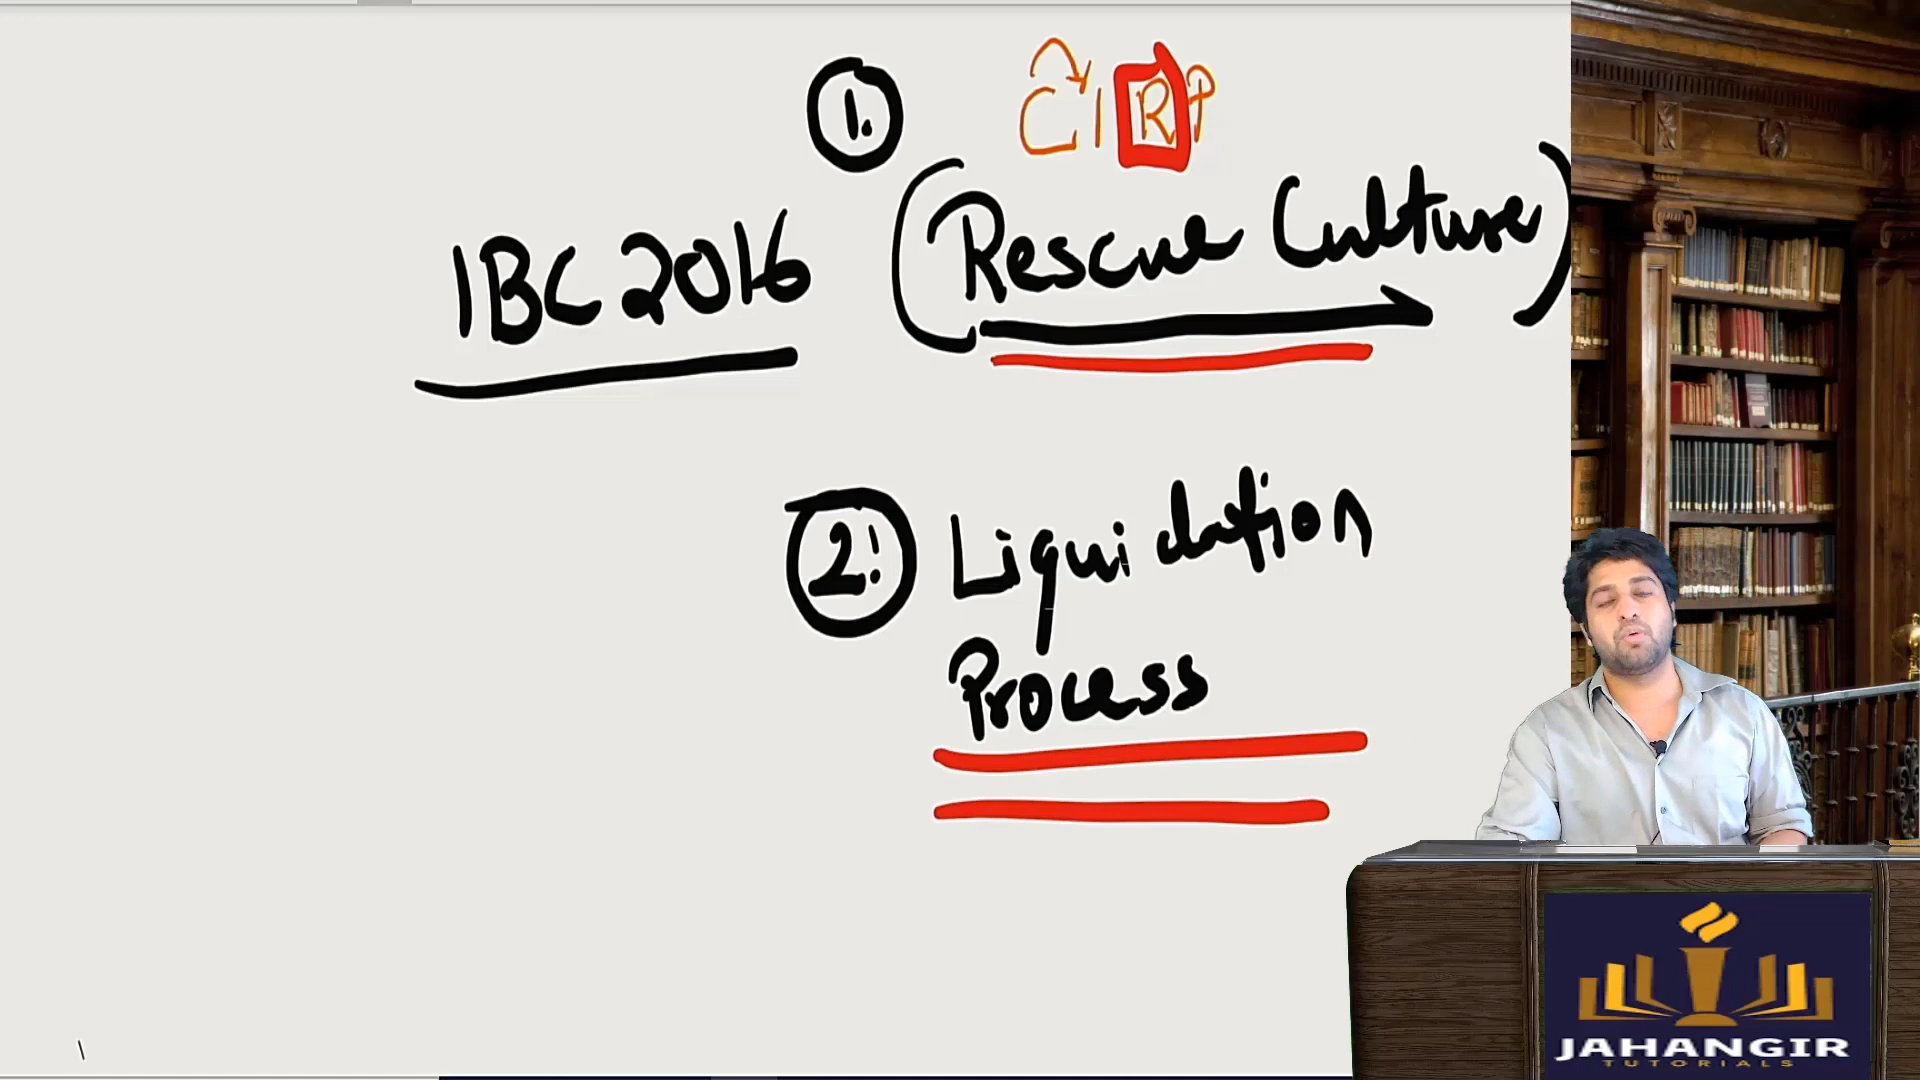 1. CIRP
IBC 2016 (Rescue Culture)
2. Liquidation
Process
JAHANGIR
TUTORIALS